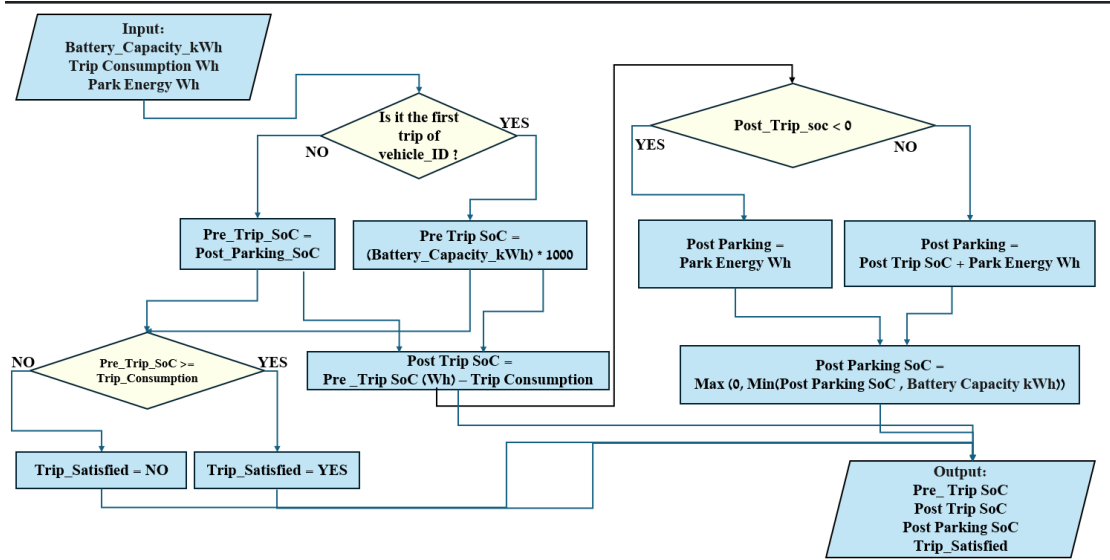 Input:
Battery_Capacity_kWh
Trip Consumption Wh
Park Energy Wh
Is it the first
trip of
vehicle_ID ?
YES
NO
Post_Trip_soc < 0
YES
NO
Pre_Trip_SoC =
Post_Parking_SoC
Pre Trip SoC =
(Battery_Capacity_kWh) * 1000
Post Parking =
Park Energy Wh
Post Parking =
Post Trip SoC + Park Energy Wh
NO
Pre_Trip_SoC >=
Trip_Consumption
YES
Post Trip SoC =
Pre _Trip SoC (Wh) – Trip Consumption
Post Parking SoC =
Max (0, Min(Post Parking SoC , Battery Capacity kWh))
Trip_Satisfied = NO
Trip_Satisfied = YES
Output:
Pre_ Trip SoC
Post Trip SoC
Post Parking SoC
Trip_Satisfied